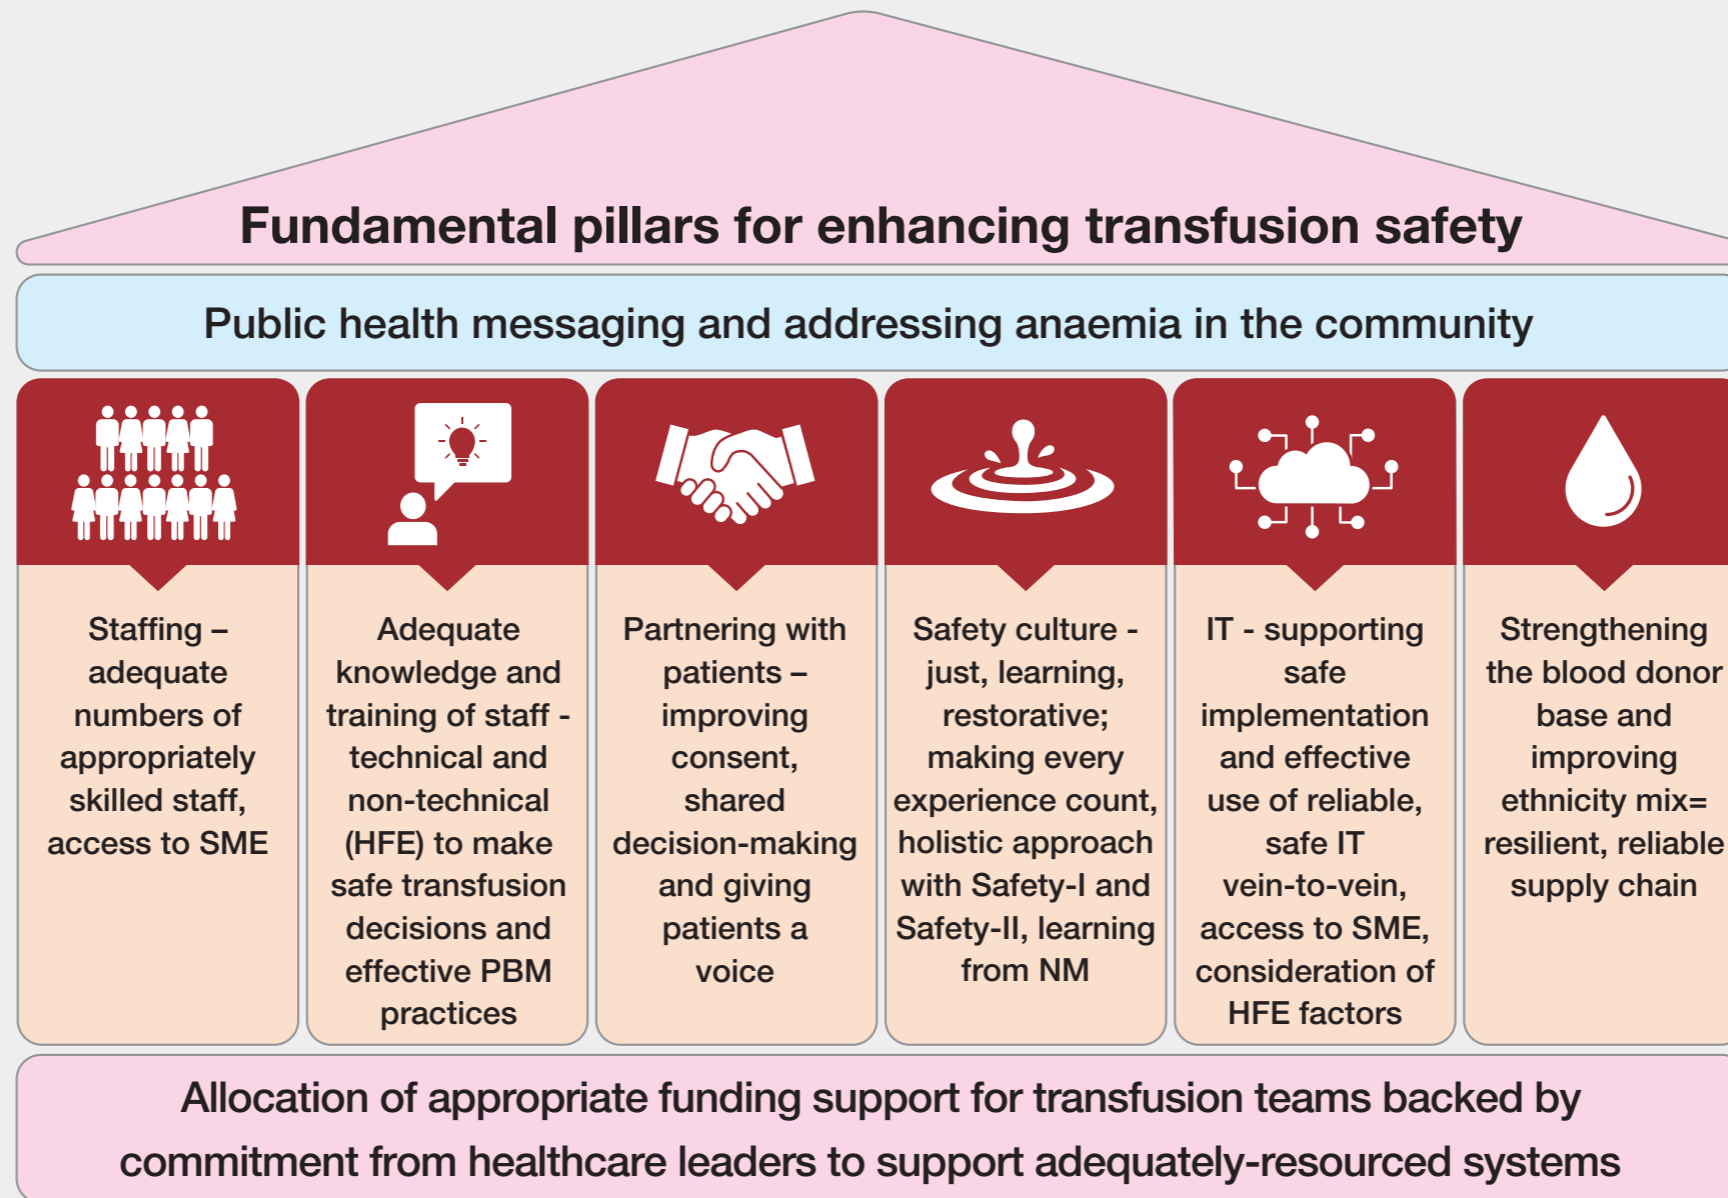 Fundamental pillars for enhancing transfusion safety
Public health messaging and addressing anaemia in the community
Staffing –
adequate
numbers of
appropriately
skilled staff,
access to SME
Adequate
knowledge and
training of staff -
technical and
non-technical
(HFE) to make
safe transfusion
decisions and
effective PBM
practices
Partnering with
patients –
improving
consent,
shared
decision-making
and giving
patients a
voice
Safety culture -
just, learning,
restorative;
making every
experience count,
holistic approach
with Safety-I and
Safety-II, learning
from NM
IT - supporting
safe
implementation
and effective
use of reliable,
safe IT
vein-to-vein,
access to SME,
consideration of
HFE factors
Strengthening
the blood donor
base and
improving
ethnicity mix=
resilient, reliable
supply chain
Allocation of appropriate funding support for transfusion teams backed by
commitment from healthcare leaders to support adequately-resourced systems